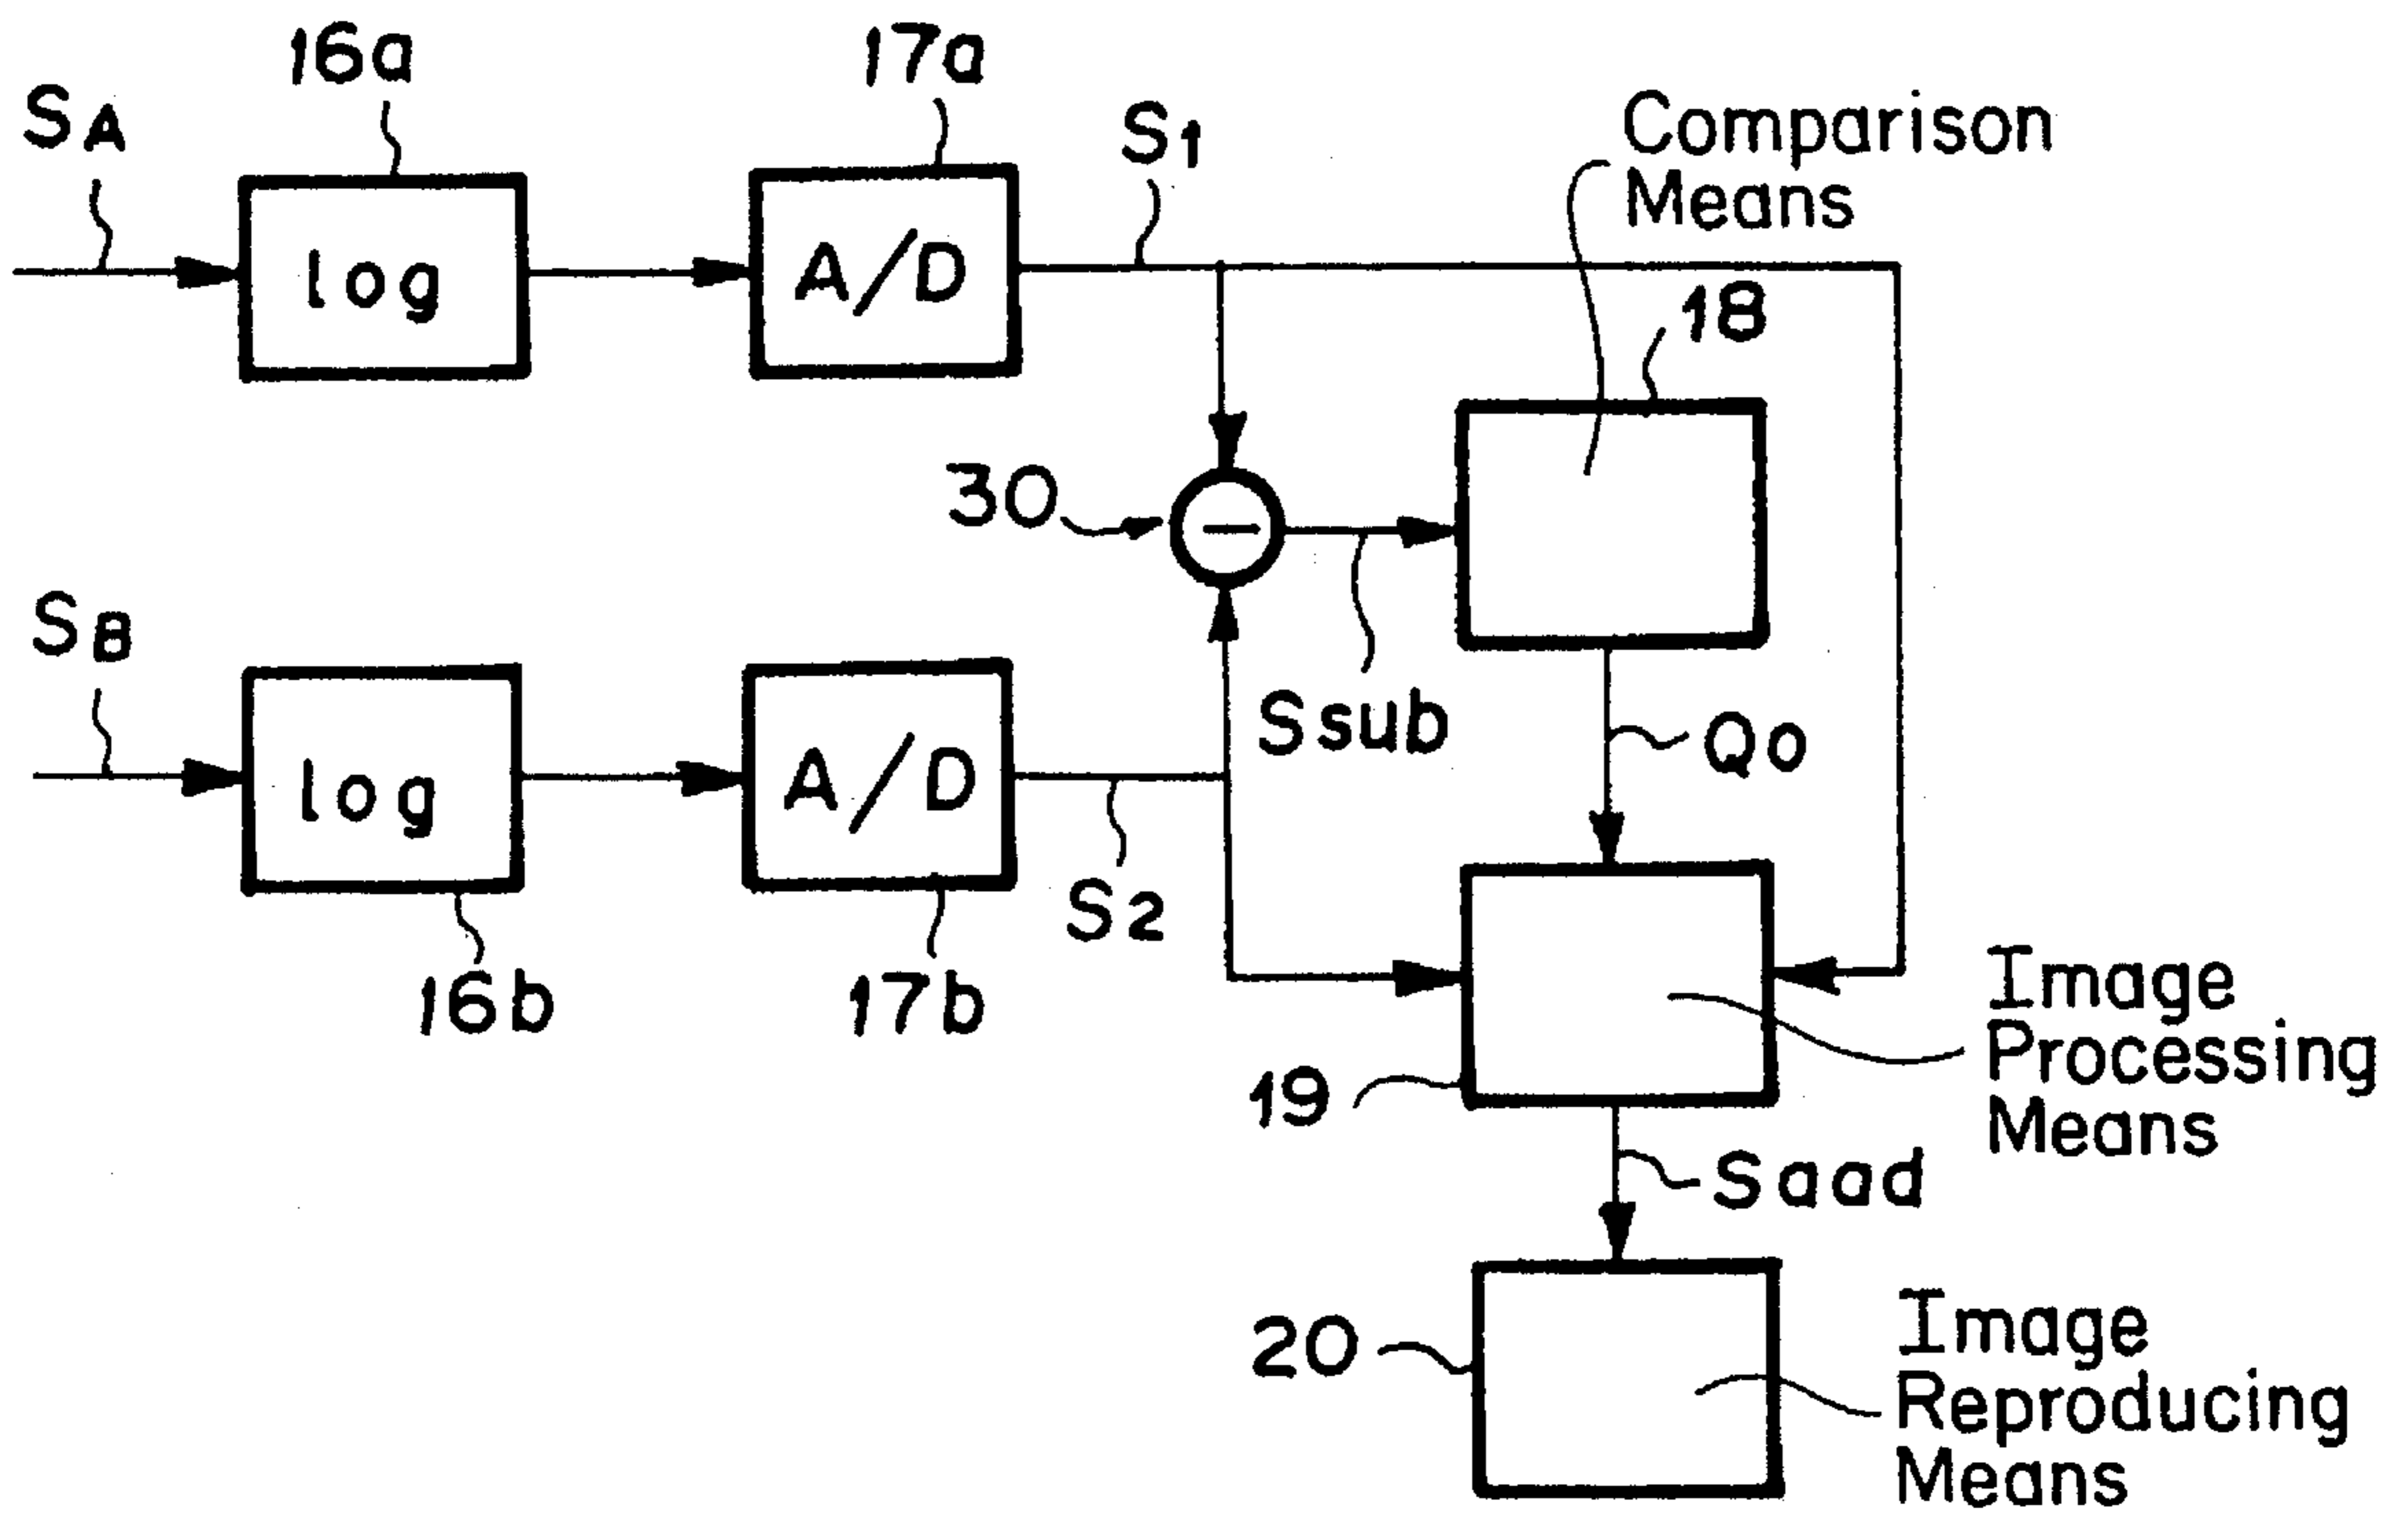 16a
17a
SA
S1
Comparison
Means
log
A/D
18
30
SB
Ssub
Qo
log
A/D
S2
16b
17b
Image
Processing
Means
19
Saad
20
Image
Reproducing
Means